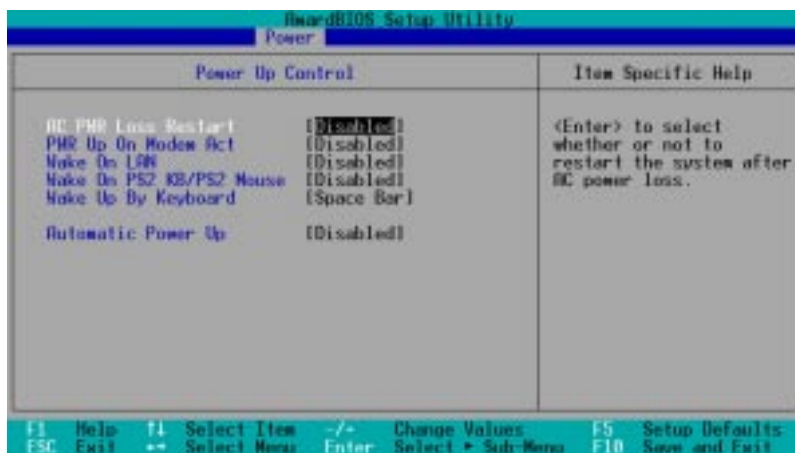 AwardBIOS Setup Utility
Power
Power Up Control
Item Specific Help
AC PWR Loss Restart [Disabled]
PWR Up On Modem Act [Disabled]
Wake On LAN [Disabled]
Wake On PS2 KB/PS2 Mouse [Disabled]
Wake Up By Keyboard [Space Bar]
Automatic Power Up [Disabled]
<Enter> to select
whether or not to
restart the system after
AC power loss.
F1 Help ↑↓ Select Item -/+ Change Values F5 Setup Defaults
ESC Exit ←→ Select Menu Enter Select ► Sub-Menu F10 Save and Exit